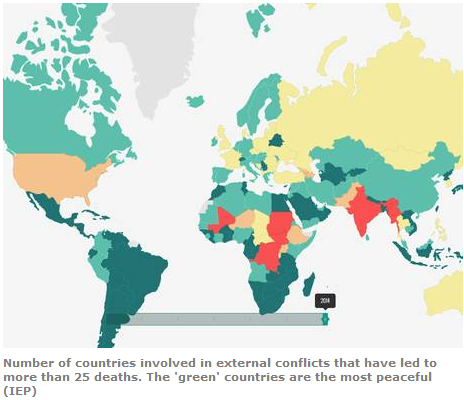 2014
Number of countries involved in external conflicts that have led to
more than 25 deaths. The 'green' countries are the most peaceful
(IEP)